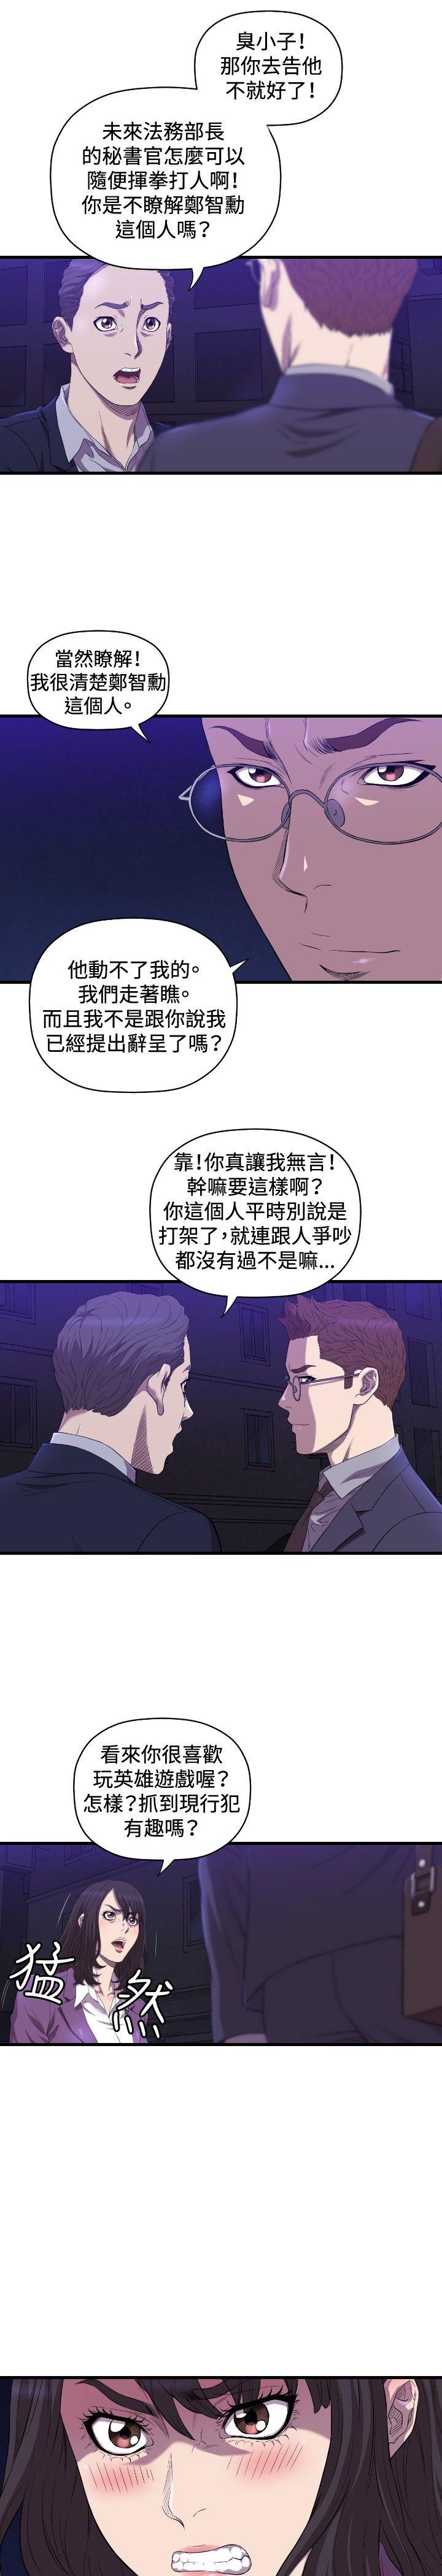 臭小子！
那你去告他
不就好了！
未來法務部長
的秘書官怎麼可以
隨便揮拳打人啊！
你是不瞭解鄭智勳
這個人嗎？
當然瞭解！
我很清楚鄭智勳
這個人。
他動不了我的。
我們走著瞧。
而且我不是跟你說我
已經提出辭呈了嗎？
靠！你真讓我無言！
幹嘛要這樣啊？
你這個人平時別說是
打架了，就連跟人爭吵
都沒有過不是嘛...
看來你很喜歡
玩英雄遊戲喔？
怎樣？抓到現行犯
有趣嗎？
猛然